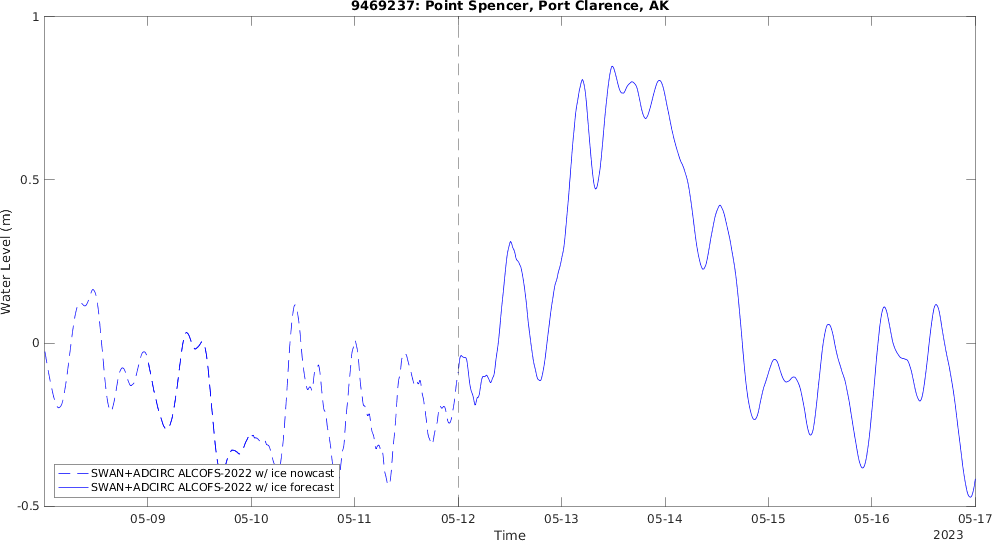 9469237: Point Spencer, Port Clarence, AK
1
0.5
0
-0.5
Water Level (m)
SWAN+ADCIRC ALCOFS-2022 w/ ice nowcast
SWAN+ADCIRC ALCOFS-2022 w/ ice forecast
05-09 05-10 05-11 05-12 05-13 05-14 05-15 05-16 05-17
Time
2023